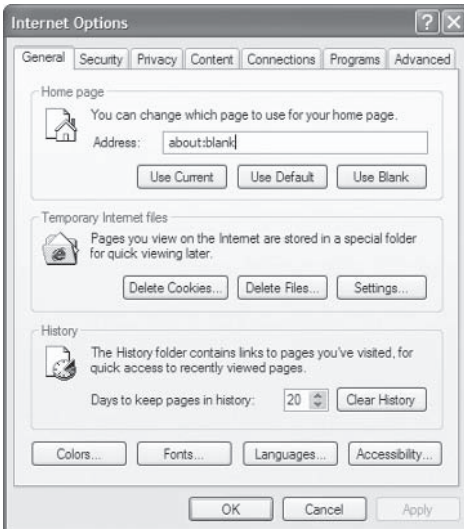 Internet Options
General Security Privacy Content Connections Programs Advanced
Home page
You can change which page to use for your home page.
Address: about:blank
Use Current Use Default Use Blank
Temporary Internet files
Pages you view on the Internet are stored in a special folder
for quick viewing later.
Delete Cookies... Delete Files... Settings...
History
The History folder contains links to pages you've visited, for
quick access to recently viewed pages.
Days to keep pages in history: 20 Clear History
Colors... Fonts... Languages... Accessibility...
OK Cancel Apply